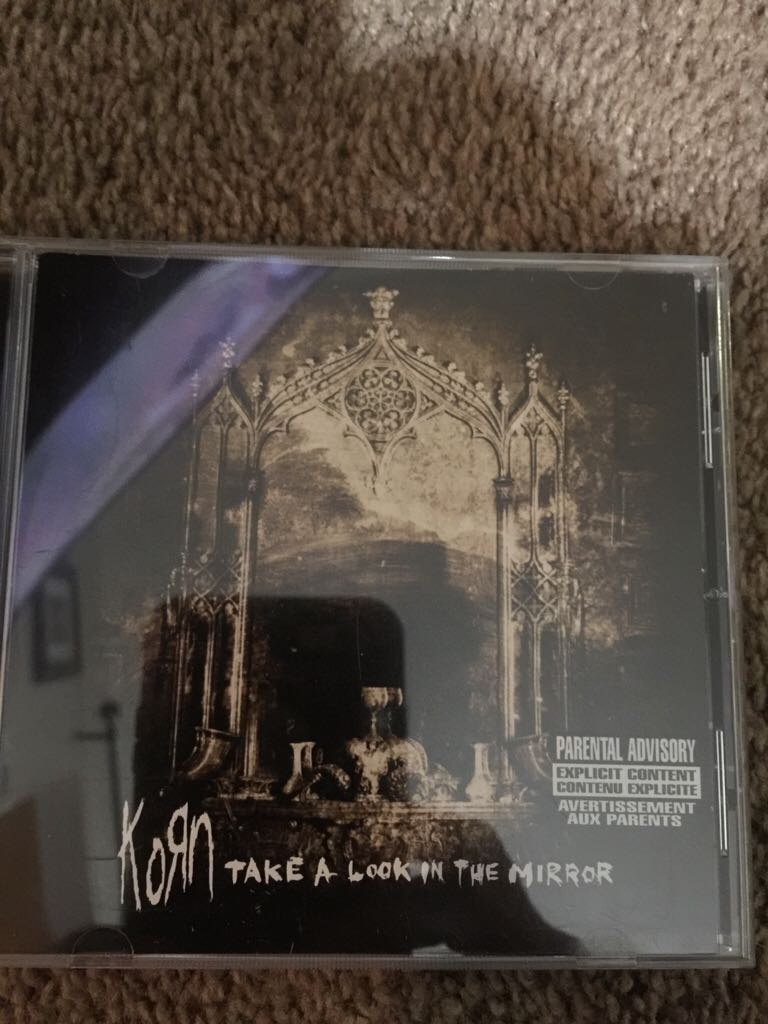 PARENTAL ADVISORY
EXPLICIT CONTENT
CONTENU EXPLICITE
AVERTISSEMENT
AUX PARENTS
KoЯn TAKE A LOOK IN THE MIRROR